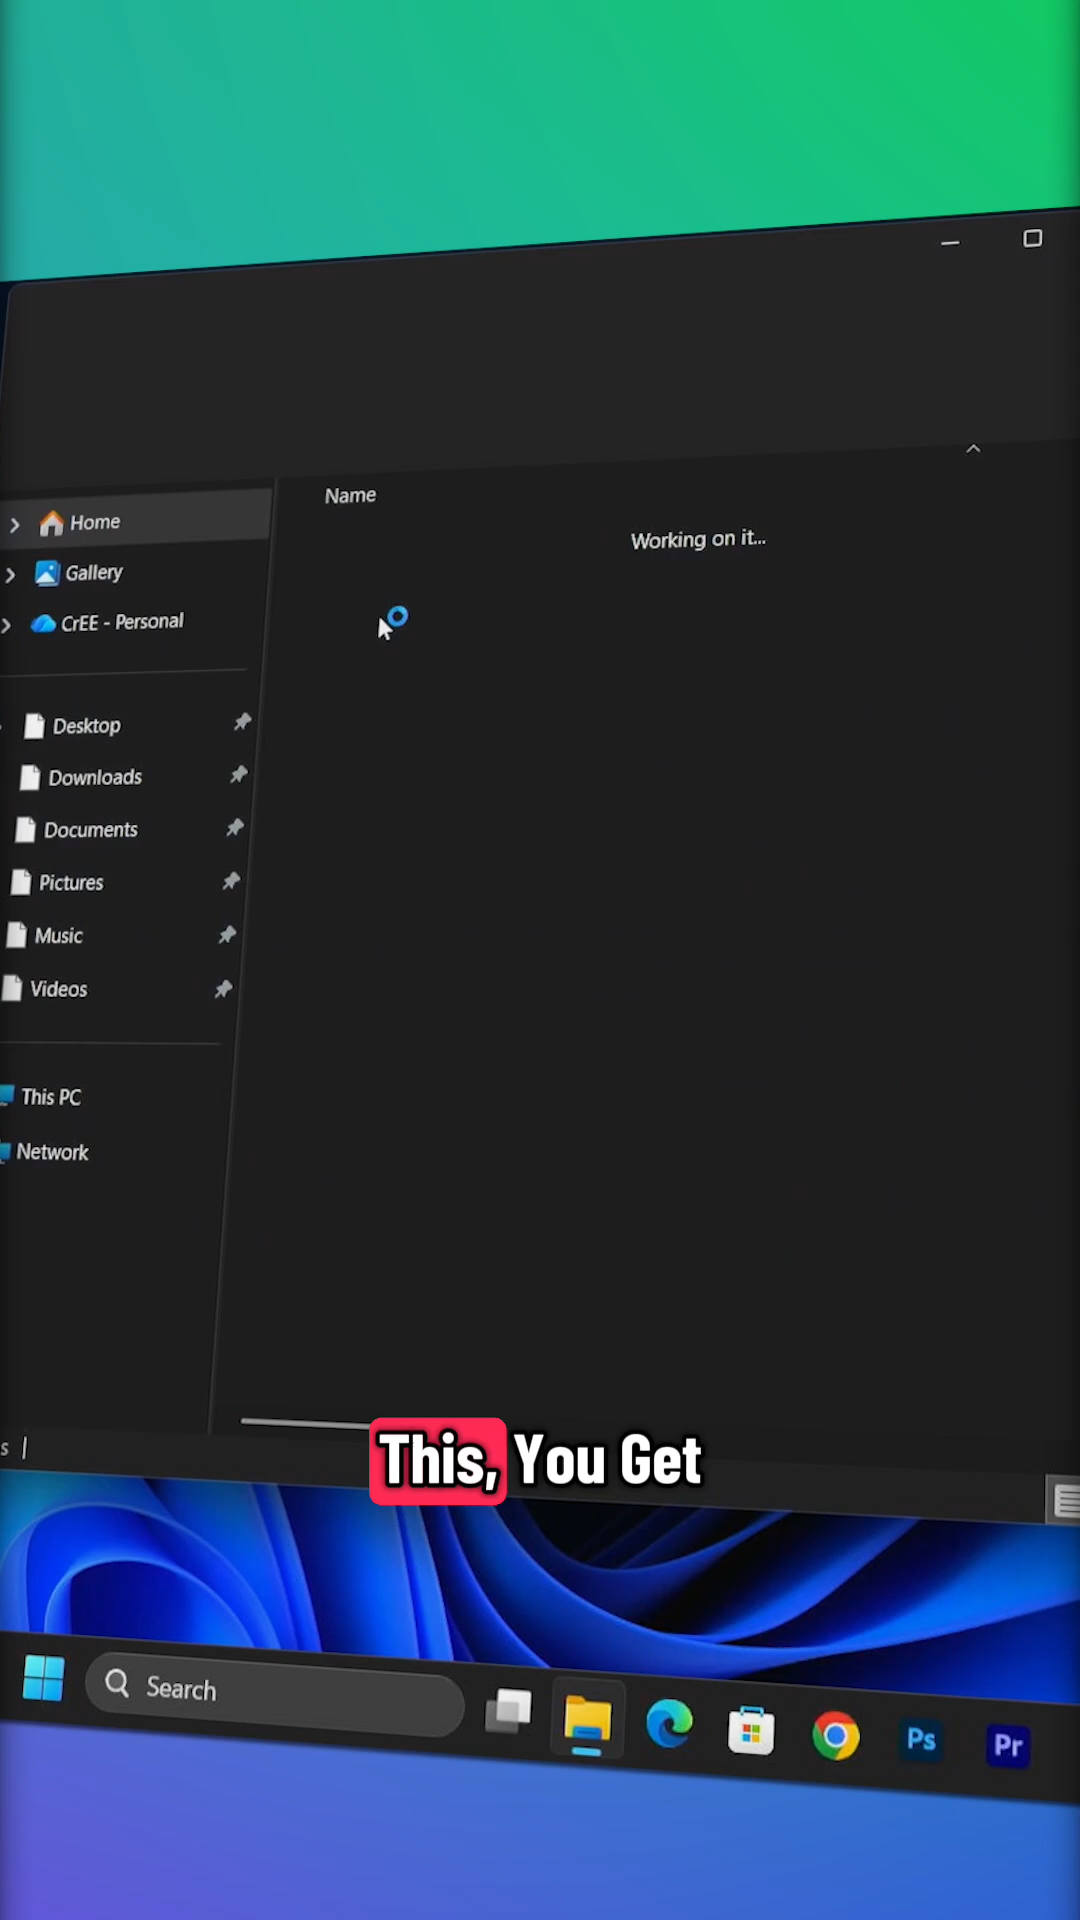 Name
Working on it...
Home
Gallery
CrEE - Personal
Desktop
Downloads
Documents
Pictures
Music
Videos
This PC
Network
s
This, You Get
Search
Ps
Pr